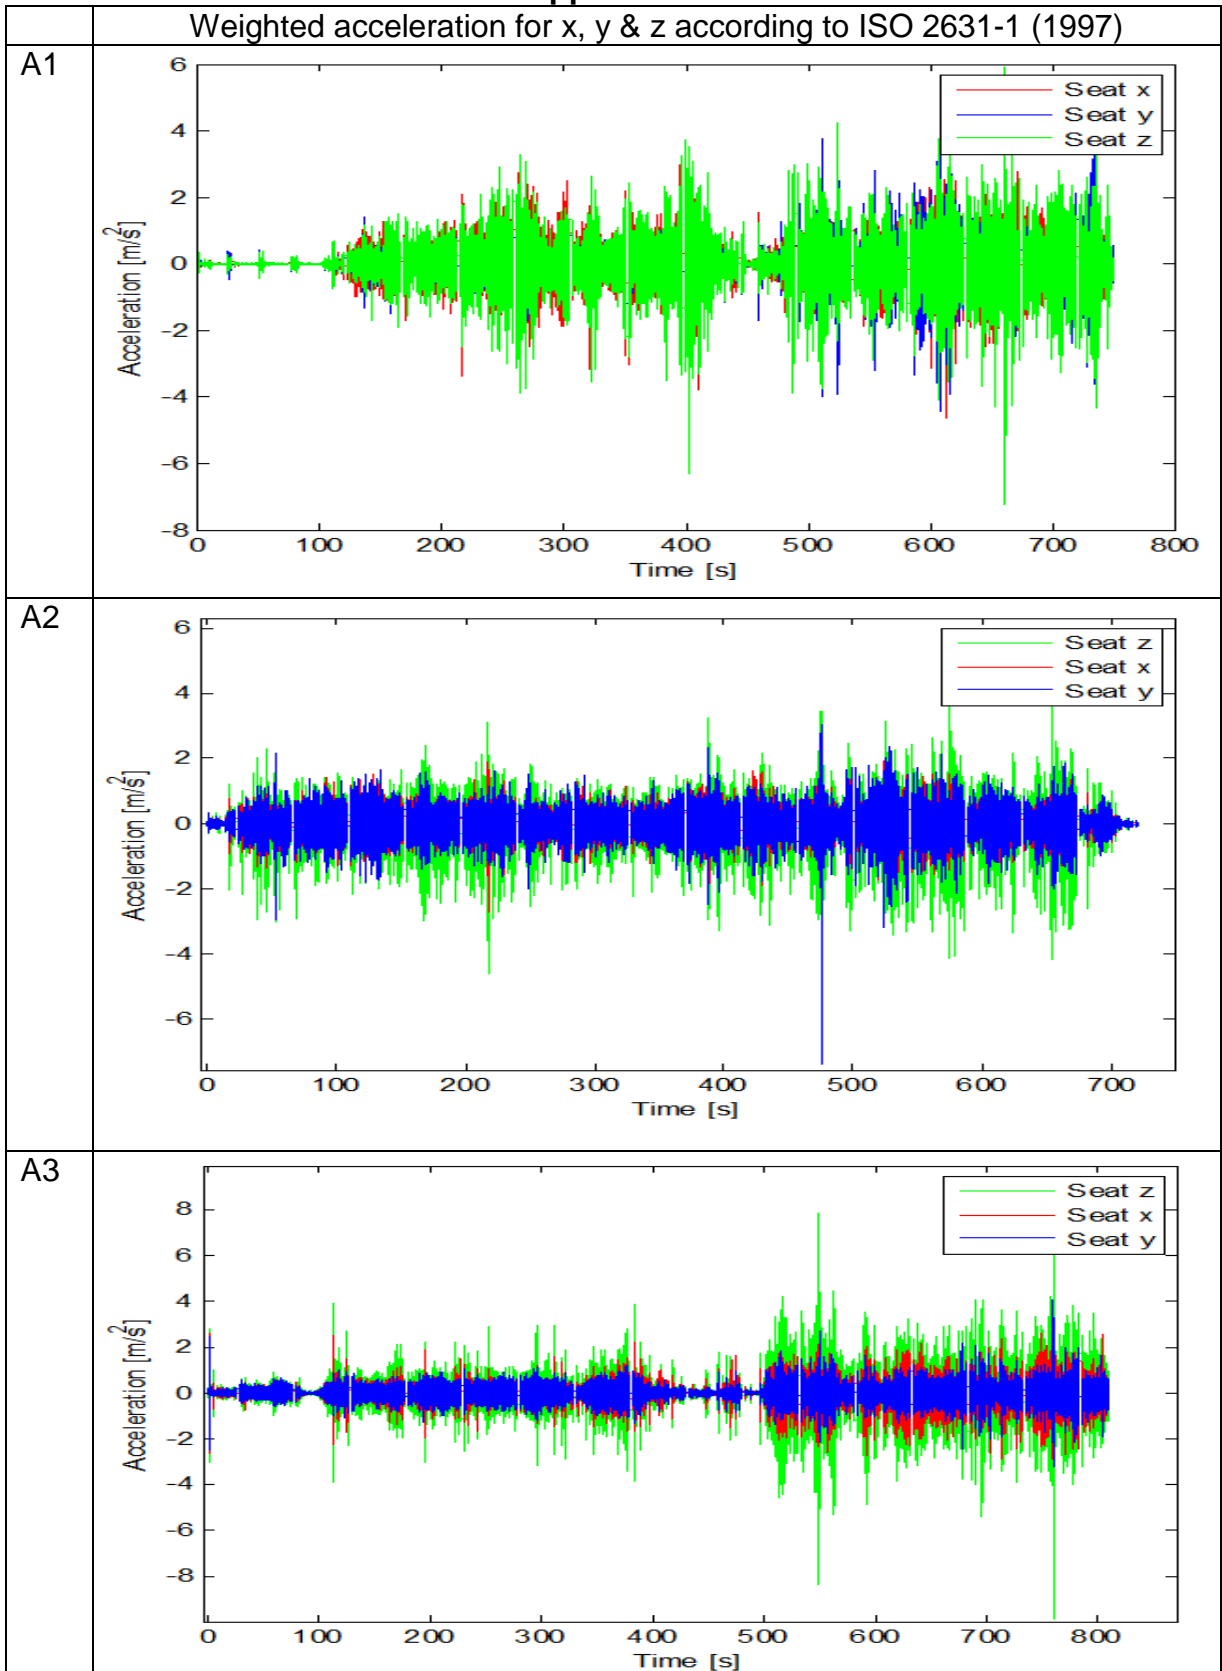 Weighted acceleration for x, y & z according to ISO 2631-1 (1997)
A1
6
4
2
0
-2
-4
-6
-8
Acceleration [m/s²]
Seat x
Seat y
Seat z
0 100 200 300 400 500 600 700 800
Time [s]
A2
6
4
2
0
-2
-4
-6
Acceleration [m/s²]
Seat z
Seat x
Seat y
0 100 200 300 400 500 600 700
Time [s]
A3
8
6
4
2
0
-2
-4
-6
-8
Acceleration [m/s²]
Seat z
Seat x
Seat y
0 100 200 300 400 500 600 700 800
Time [s]